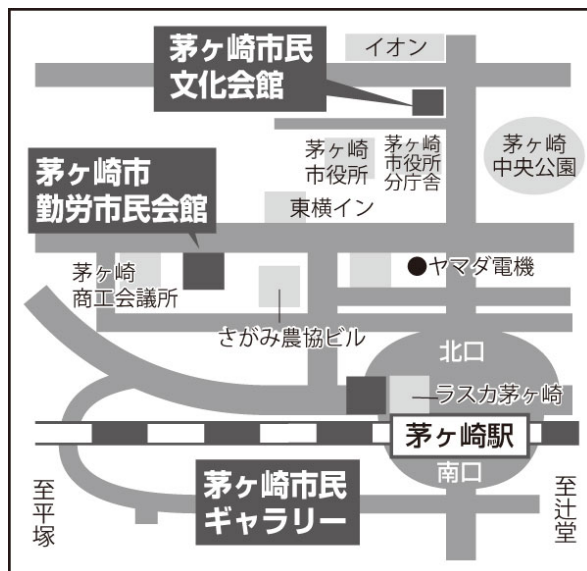 イオン
茅ヶ崎市民
文化会館
茅ヶ崎
市役所
茅ヶ崎
市役所
分庁舎
茅ヶ崎
中央公園
茅ヶ崎市
勤労市民会館
東横イン
茅ヶ崎
商工会議所
●ヤマダ電機
さがみ農協ビル
北口
ラスカ茅ヶ崎
茅ヶ崎駅
南口
茅ヶ崎市民
ギャラリー
至平塚
至辻堂